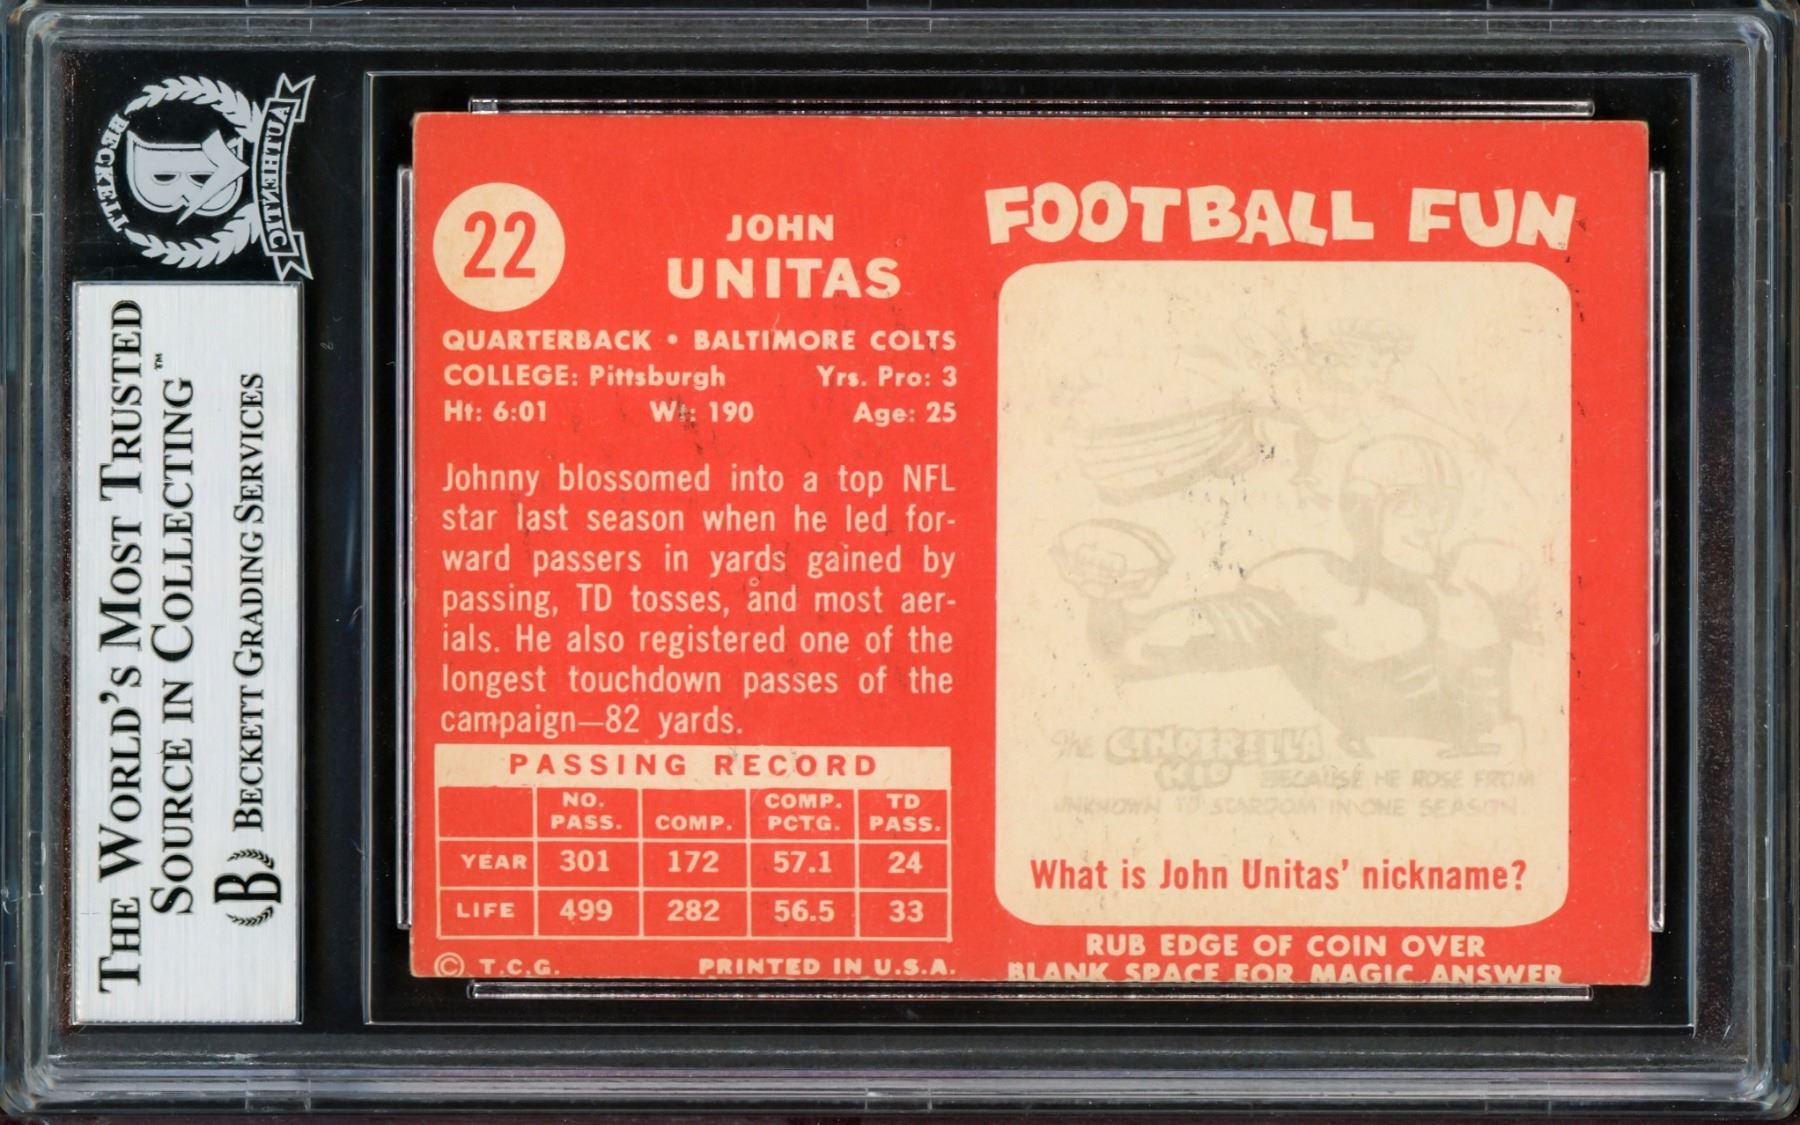 BECKETT
AUTHENTIC
B
THE WORLD'S MOST TRUSTED
SOURCE IN COLLECTING™
B BECKETT GRADING SERVICES
22
JOHN
UNITAS
QUARTERBACK • BALTIMORE COLTS
COLLEGE: Pittsburgh Yrs. Pro: 3
Ht: 6:01 Wt: 190 Age: 25
Johnny blossomed into a top NFL
star last season when he led for-
ward passers in yards gained by
passing, TD tosses, and most aer-
ials. He also registered one of the
longest touchdown passes of the
campaign—82 yards.
PASSING RECORD
NO. PASS. COMP. COMP. PCTG. TD PASS.
YEAR 301 172 57.1 24
LIFE 499 282 56.5 33
© T.C.G. PRINTED IN U.S.A.
FOOTBALL FUN
The CINDERELLA
KID BECAUSE HE ROSE FROM
UNKNOWN TO STARDOM IN ONE SEASON
What is John Unitas' nickname?
RUB EDGE OF COIN OVER
BLANK SPACE FOR MAGIC ANSWER